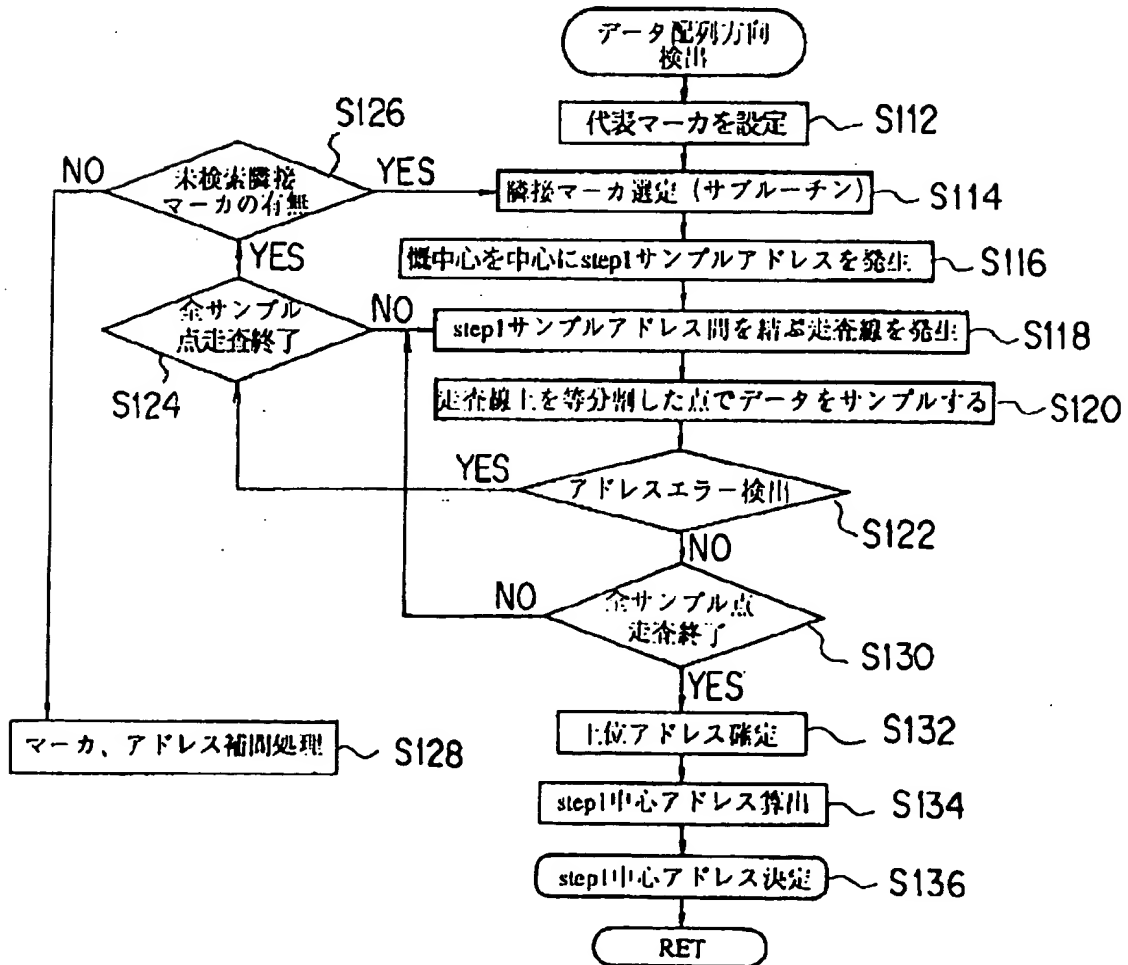 データ配列方向
検出
代表マーカを設定
S112
S126
NO
未検索隣接
マーカの有無
YES
隣接マーカ選定（サブルーチン）
S114
YES
概中心を中心にstep1サンプルアドレスを発生
S116
全サンプル
点走査終了
NO
step1サンプルアドレス間を結ぶ走査線を発生
S118
S124
走査線上を等分割した点でデータをサンプルする
S120
YES
アドレスエラー検出
S122
NO
NO
全サンプル点
走査終了
S130
YES
マーカ、アドレス補間処理
S128
上位アドレス確定
S132
step1中心アドレス算出
S134
step1中心アドレス決定
S136
RET